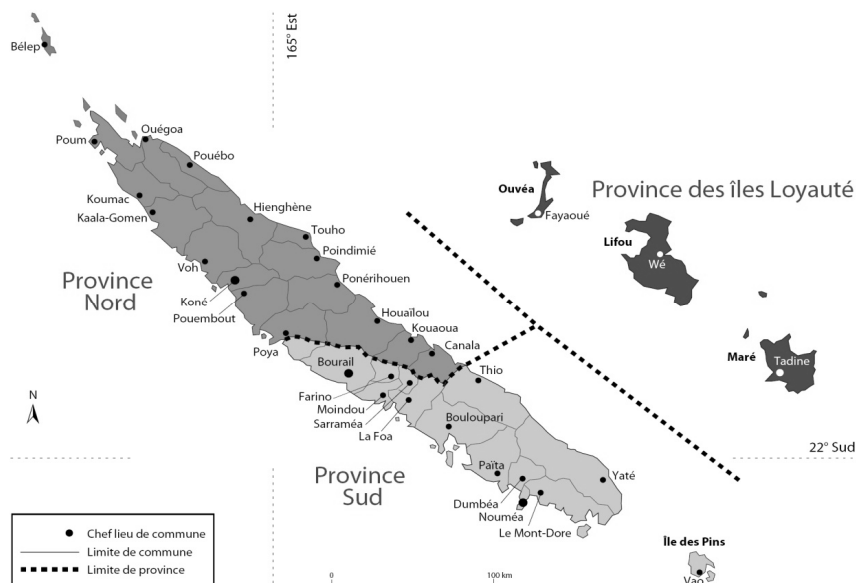 Bélep
165° Est
Ouégoa
Poum
Pouébo
Koumac
Kaala-Gomen
Hienghène
Touho
Poindimié
Voh
Ponérihouen
Province
Nord
Koné
Pouembout
Houaïlou
Kouaoua
Poya
Canala
Bourail
Thio
Farino
Moindou
Sarraméa
La Foa
Bouloupari
Province
Sud
Païta
Yaté
Dumbéa
Nouméa
Le Mont-Dore
Ouvéa
Fayaoué
Province des îles Loyauté
Lifou
Wé
Maré
Tadine
22° Sud
Île des Pins
Vao
N
Chef lieu de commune
Limite de commune
Limite de province
0 100 km